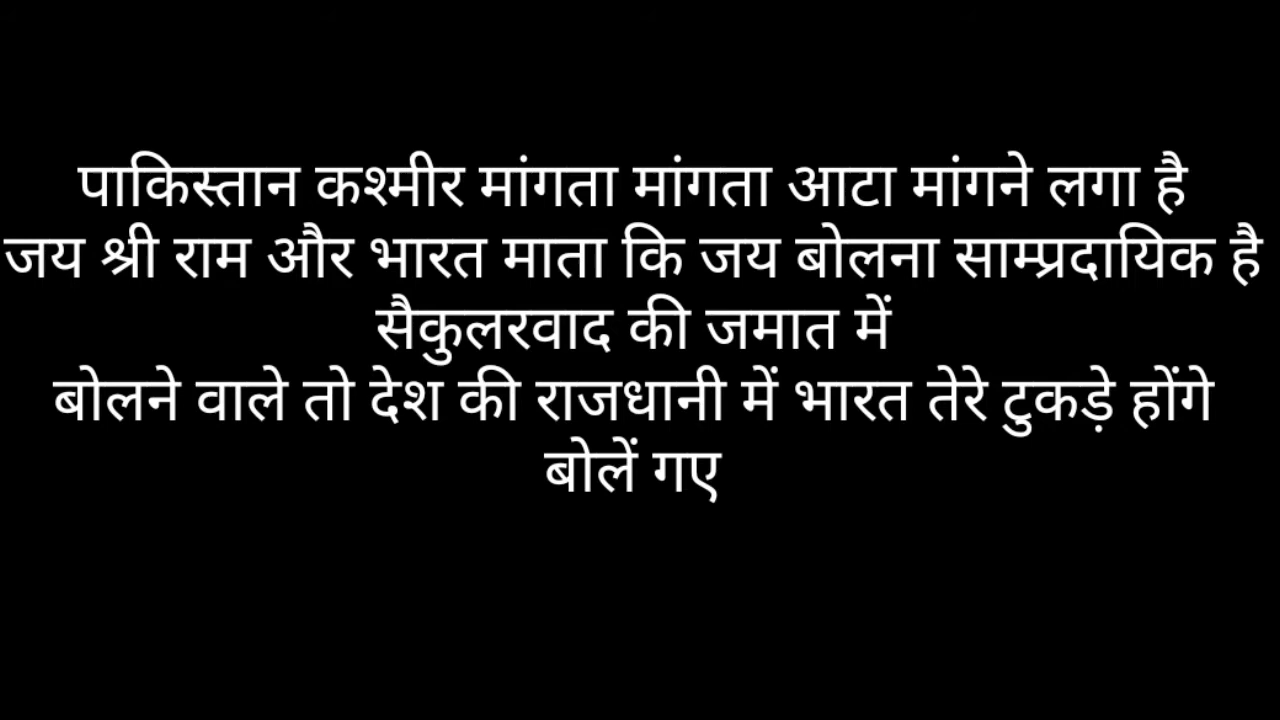 पाकिस्तान कश्मीर मांगता मांगता आटा मांगने लगा है
जय श्री राम और भारत माता कि जय बोलना साम्प्रदायिक है
सैकुलरवाद की जमात में
बोलने वाले तो देश की राजधानी में भारत तेरे टुकड़े होंगे
बोलें गए